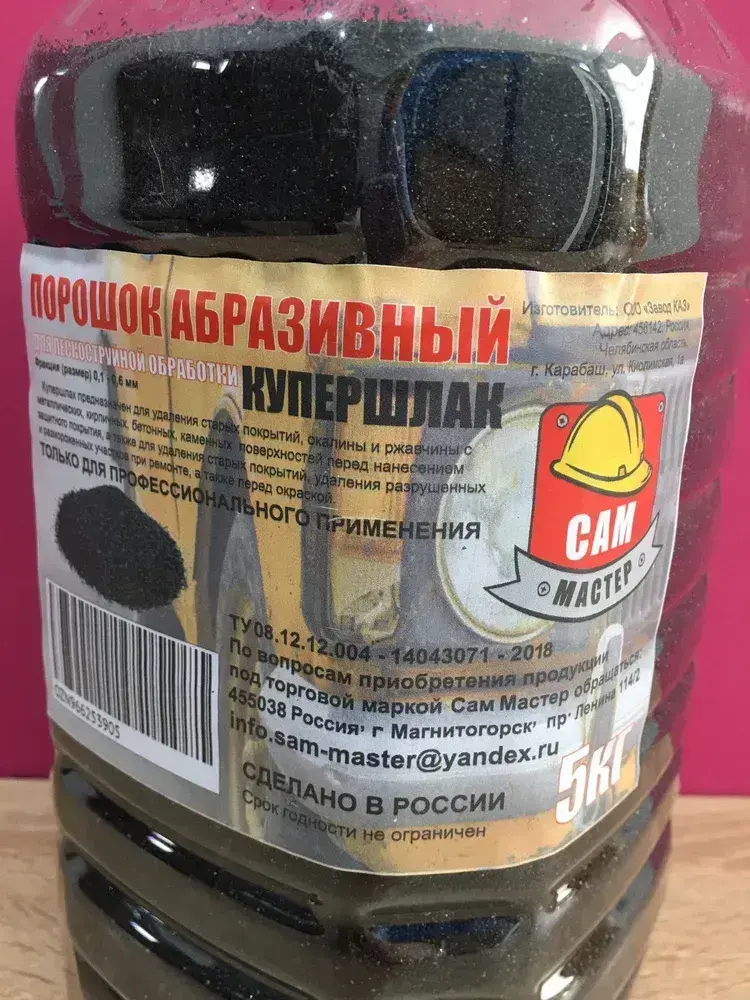 ПОРОШОК АБРАЗИВНЫЙ
ДЛЯ ПЕСКОСТРУЙНОЙ ОБРАБОТКИ
КУПЕРШЛАК
Фракция (размер) 0,1 - 0,6 мм
Купершлак предназначен для удаления старых покрытий, окалины и ржавчины с
металлических, кирпичных, бетонных, каменных поверхностей перед нанесением
защитного покрытия, а также для удаления старых покрытий, удаления разрушенных
и размороженных участков при ремонте, а также перед окраской.
ТОЛЬКО ДЛЯ ПРОФЕССИОНАЛЬНОГО ПРИМЕНЕНИЯ
Изготовитель: ООО «Завод КАЗ»
Адрес: 456142, Россия,
Челябинская область,
г. Карабаш, ул. Киолимская, 1а
САМ
МАСТЕР
ТУ 08.12.12.004 - 14043071 - 2018
По вопросам приобретения продукции
под торговой маркой Сам Мастер обращаться:
455038 Россия, г Магнитогорск, пр. Ленина 114/2
info.sam-master@yandex.ru
OZN966253905
СДЕЛАНО В РОССИИ
Срок годности не ограничен
5кг